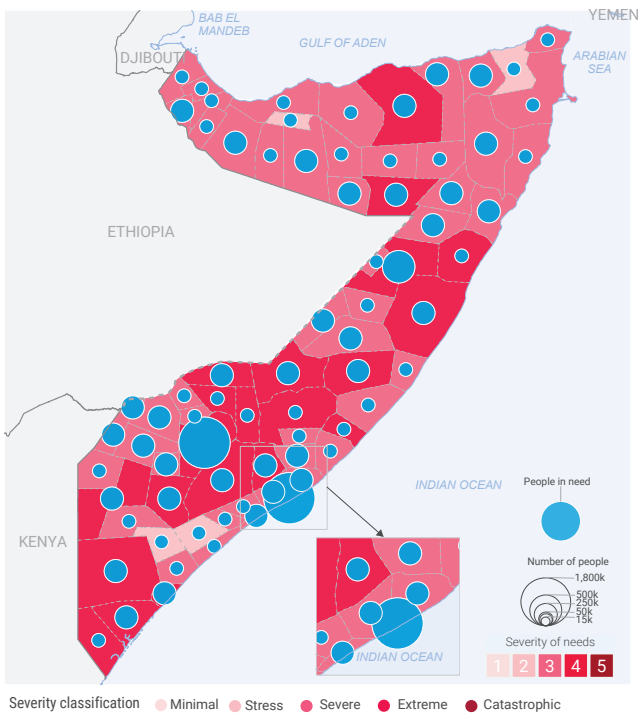 YEMEN
BAB EL
MANDEB
GULF OF ADEN
DJIBOUTI
ARABIAN
SEA
ETHIOPIA
INDIAN OCEAN
People in need
KENYA
Number of people
1,800k
500k
250k
50k
15k
Severity of needs
1 2 3 4 5
INDIAN OCEAN
Severity classification Minimal Stress Severe Extreme Catastrophic